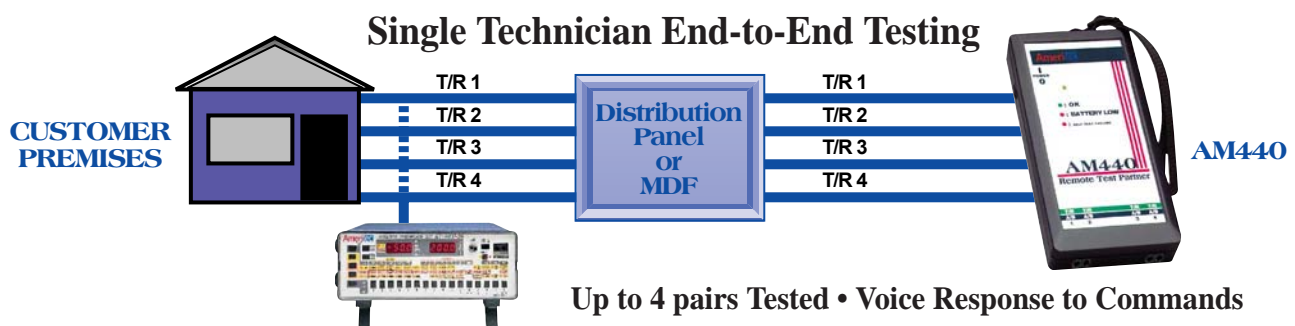 Single Technician End-to-End Testing
CUSTOMER
PREMISES
T/R 1
T/R 2
T/R 3
T/R 4
Distribution
Panel
or
MDF
T/R 1
T/R 2
T/R 3
T/R 4
POWER
OK
BATTERY LOW
AM440
Remote Test Partner
AM440
Up to 4 pairs Tested • Voice Response to Commands